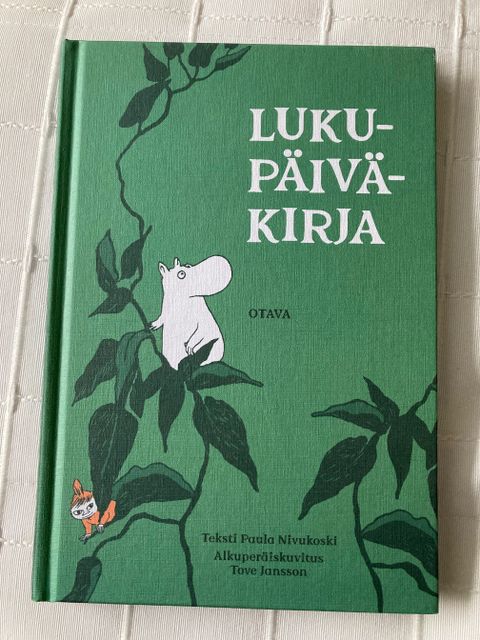 LUKU-
PÄIVÄ-
KIRJA
OTAVA
Teksti Paula Nivukoski
Alkuperäiskuvitus
Tove Jansson